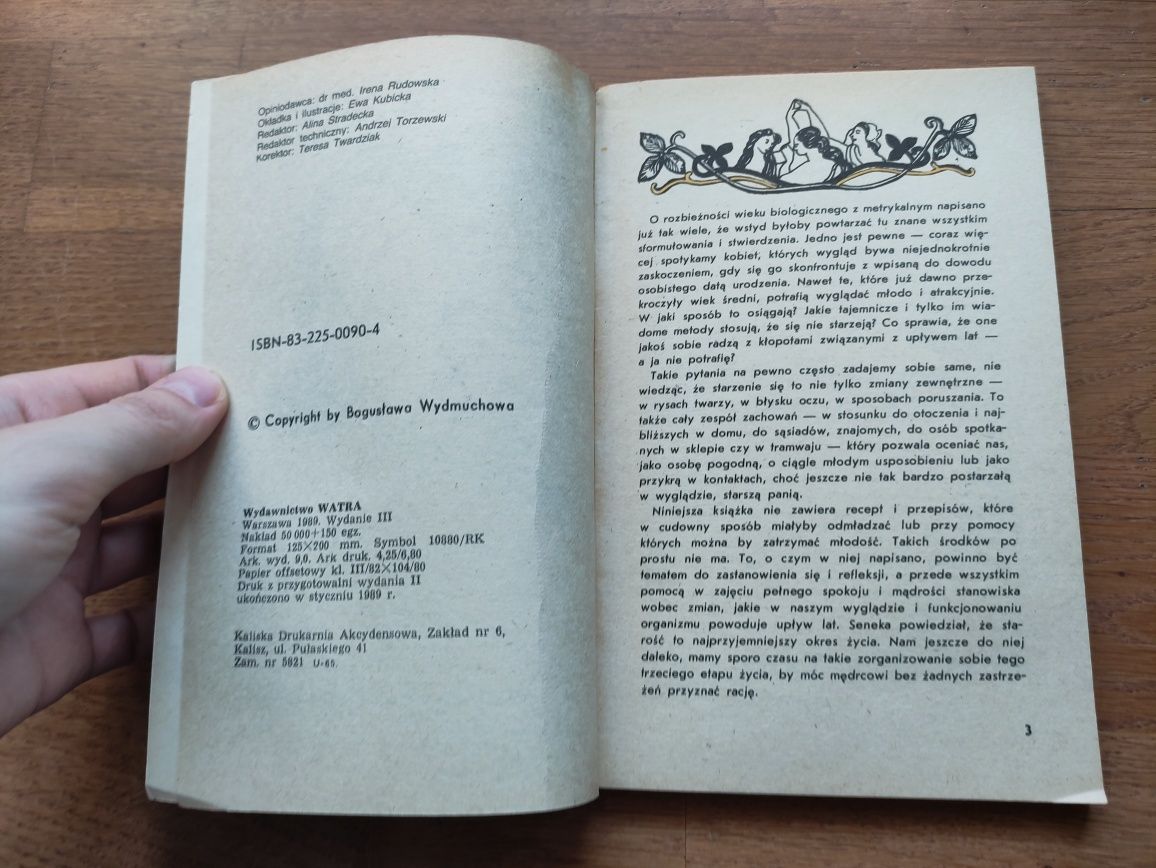 Opiniodawca: dr med. Irena Rudowska
Okładka i ilustracje: Ewa Kubicka
Redaktor: Alina Stradecka
Redaktor techniczny: Andrzej Torzewski
Korektor: Teresa Twardziak
ISBN-83-225-0090-4
© Copyright by Bogusława Wydmuchowa
Wydawnictwo WATRA
Warszawa 1989. Wydanie III
Nakład 50 000+150 egz.
Format 125×200 mm. Symbol 10880/RK
Ark. wyd. 9,0. Ark druk. 4,25/6,80
Papier offsetowy kl. III/82×104/80
Druk z przygotowalni wydania II
ukończono w styczniu 1989 r.
Kaliska Drukarnia Akcydensowa, Zakład nr 6,
Kalisz, ul. Pułaskiego 41
Zam. nr 5821 U-65.
O rozbieżności wieku biologicznego z metrykalnym napisano
już tak wiele, że wstyd byłoby powtarzać tu znane wszystkim
sformułowania i stwierdzenia. Jedno jest pewne — coraz wię-
cej spotykamy kobiet, których wygląd bywa niejednokrotnie
zaskoczeniem, gdy się go skonfrontuje z wpisaną do dowodu
osobistego datą urodzenia. Nawet te, które już dawno prze-
kroczyły wiek średni, potrafią wyglądać młodo i atrakcyjnie.
W jaki sposób to osiągają? Jakie tajemnicze i tylko im wia-
dome metody stosują, że się nie starzeją? Co sprawia, że one
jakoś sobie radzą z kłopotami związanymi z upływem lat —
a ja nie potrafię?
Takie pytania na pewno często zadajemy sobie same, nie
wiedząc, że starzenie się to nie tylko zmiany zewnętrzne —
w rysach twarzy, w błysku oczu, w sposobach poruszania. To
także cały zespół zachowań — w stosunku do otoczenia i naj-
bliższych w domu, do sąsiadów, znajomych, do osób spotka-
nych w sklepie czy w tramwaju — który pozwala oceniać nas,
jako osobę pogodną, o ciągle młodym usposobieniu lub jako
przykrą w kontaktach, choć jeszcze nie tak bardzo postarzałą
w wyglądzie, starszą panią.
Niniejsza książka nie zawiera recept i przepisów, które
w cudowny sposób miałyby odmładzać lub przy pomocy
których można by zatrzymać młodość. Takich środków po
prostu nie ma. To, o czym w niej napisano, powinno być
tematem do zastanowienia się i refleksji, a przede wszystkim
pomocą w zajęciu pełnego spokoju i mądrości stanowiska
wobec zmian, jakie w naszym wyglądzie i funkcjonowaniu
organizmu powoduje upływ lat. Seneka powiedział, że sta-
rość to najprzyjemniejszy okres życia. Nam jeszcze do niej
daleko, mamy sporo czasu na takie zorganizowanie sobie tego
trzeciego etapu życia, by móc mędrcowi bez żadnych zastrze-
żeń przyznać rację.
3